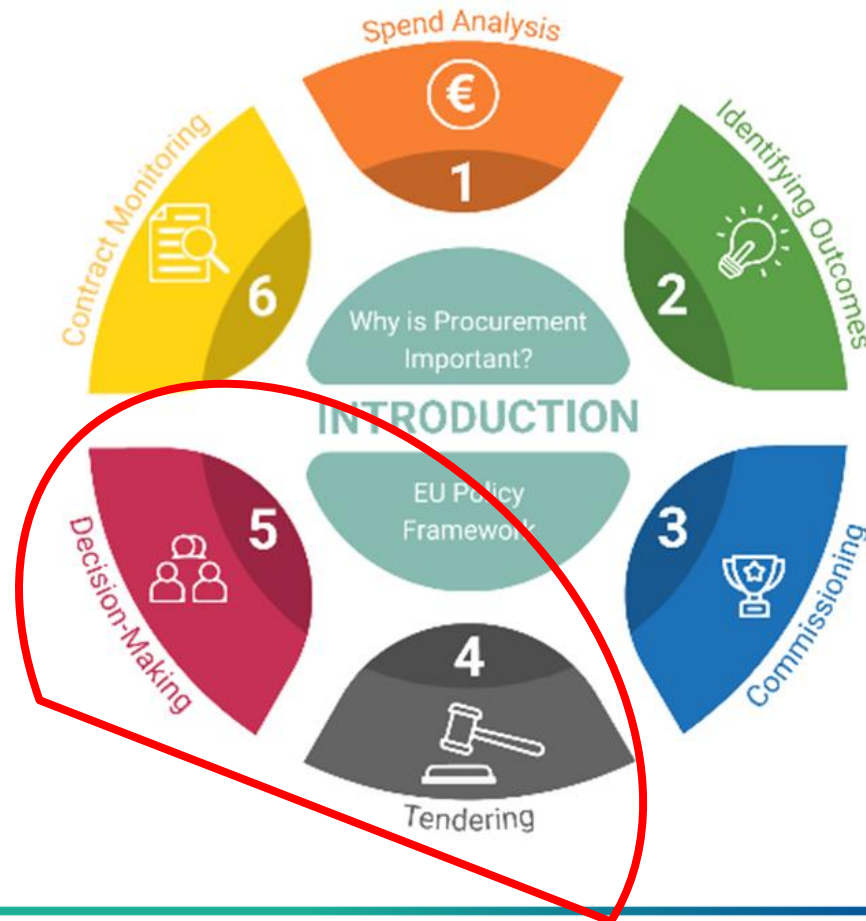 Spend Analysis
€
1
Identifying Outcomes
2
Commissioning
3
Tendering
4
Decision-Making
5
Contract Monitoring
6
Why is Procurement
Important?
INTRODUCTION
EU Policy
Framework